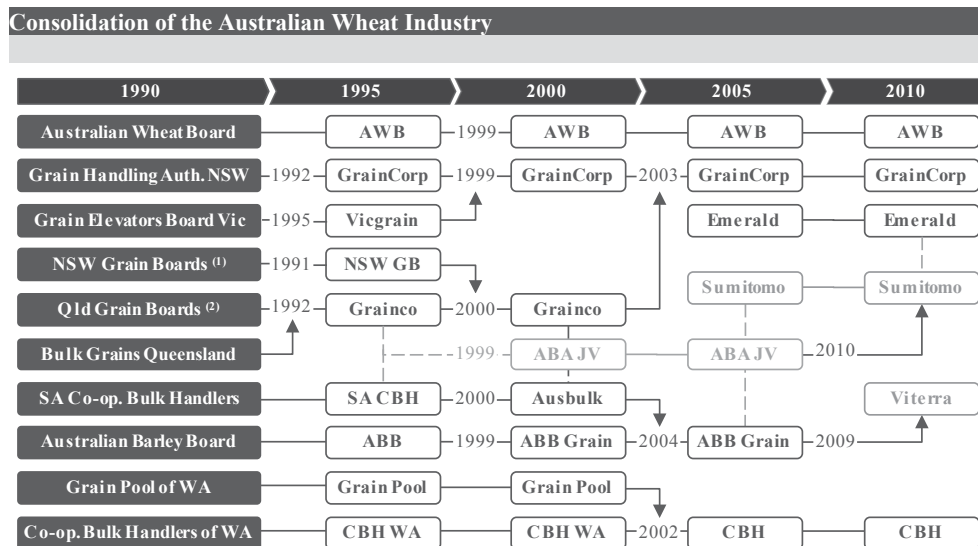 Consolidation of the Australian Wheat Industry
1990 1995 2000 2005 2010
Australian Wheat Board AWB 1999 AWB AWB AWB
Grain Handling Auth. NSW 1992 GrainCorp 1999 GrainCorp 2003 GrainCorp GrainCorp
Grain Elevators Board Vic 1995 Vicgrain Emerald Emerald
NSW Grain Boards (1) 1991 NSW GB
Sumitomo Sumitomo
Qld Grain Boards (2) 1992 Grainco 2000 Grainco
Bulk Grains Queensland 1999 ABA JV ABA JV 2010
SA Co-op. Bulk Handlers SA CBH 2000 Ausbulk Viterra
Australian Barley Board ABB 1999 ABB Grain 2004 ABB Grain 2009
Grain Pool of WA Grain Pool Grain Pool
Co-op. Bulk Handlers of WA CBH WA CBH WA 2002 CBH CBH